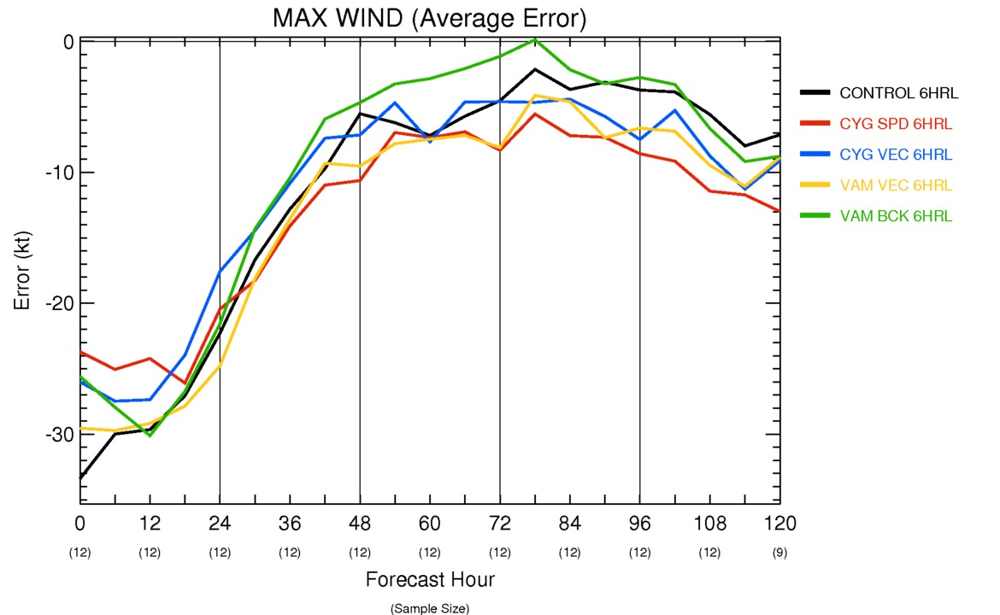 MAX WIND (Average Error)
0
-10
-20
-30
Error (kt)
CONTROL 6HRL
CYG SPD 6HRL
CYG VEC 6HRL
VAM VEC 6HRL
VAM BCK 6HRL
0 12 24 36 48 60 72 84 96 108 120
(12) (12) (12) (12) (12) (12) (12) (12) (12) (12) (9)
Forecast Hour
(Sample Size)